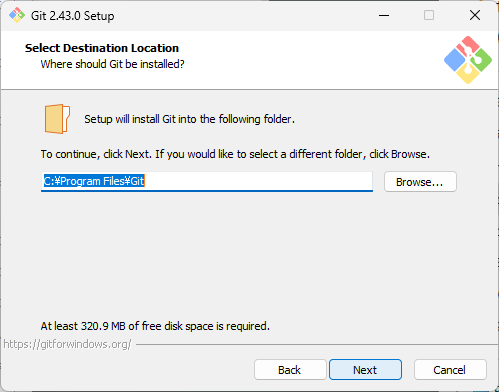 Git 2.43.0 Setup
Select Destination Location
Where should Git be installed?
Setup will install Git into the following folder.
To continue, click Next. If you would like to select a different folder, click Browse.
C:¥Program Files¥Git
Browse...
At least 320.9 MB of free disk space is required.
https://gitforwindows.org/
Back
Next
Cancel